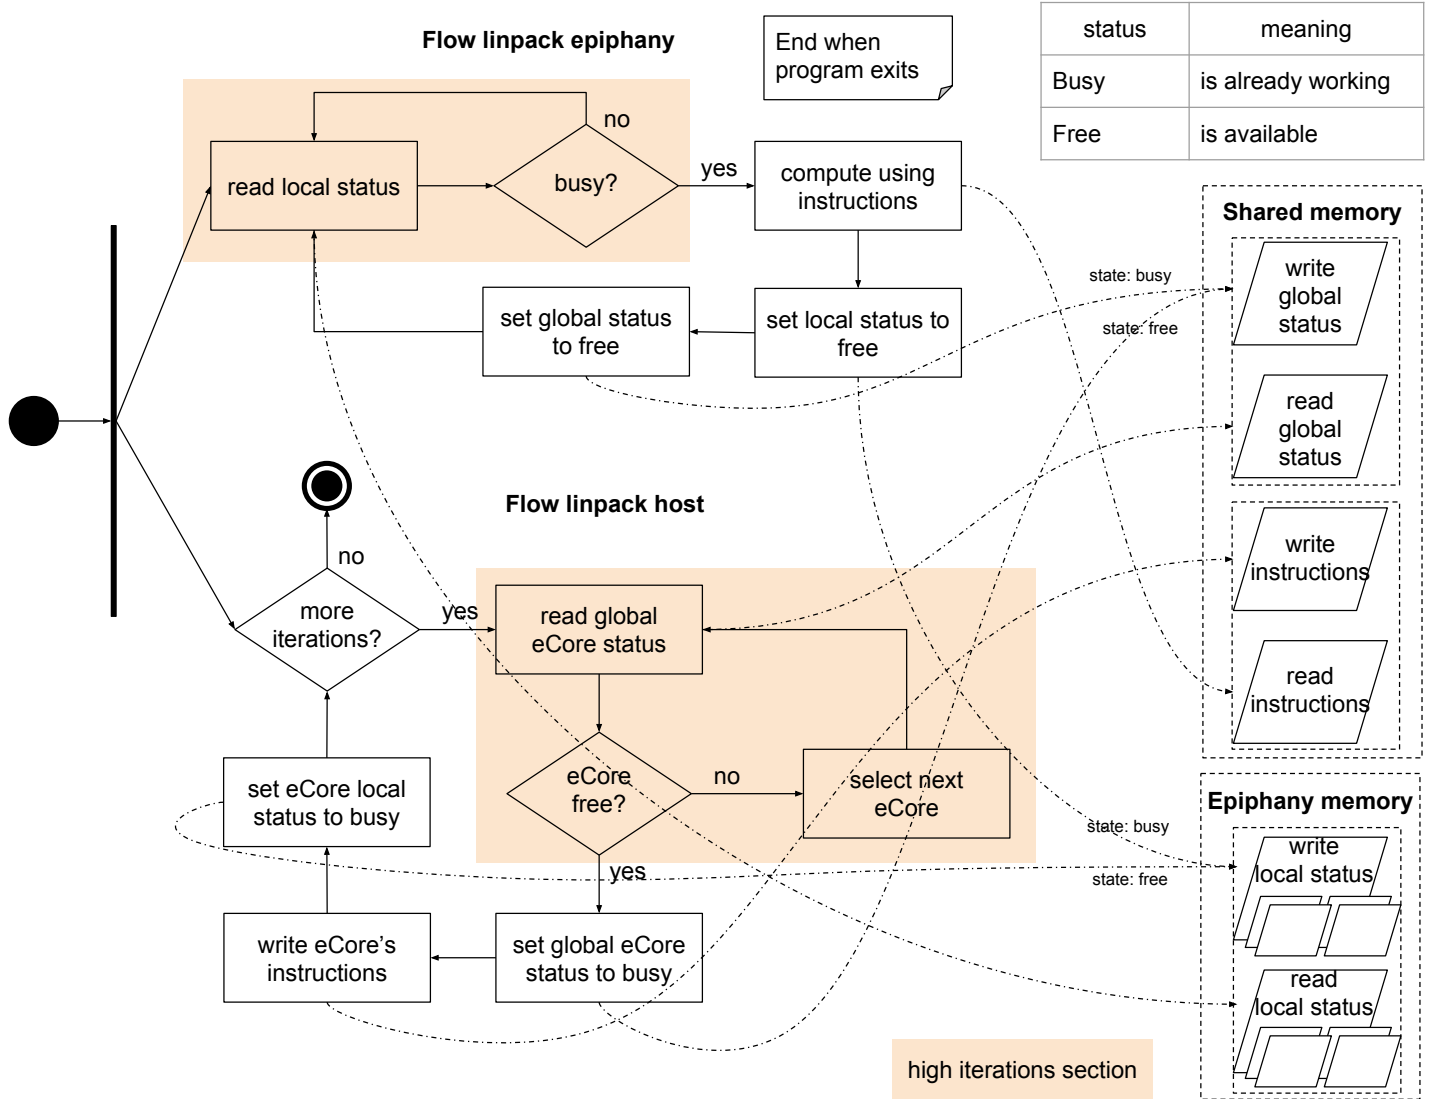 Flow linpack epiphany
End when
program exits
status
meaning
Busy
is already working
Free
is available
no
read local status
busy?
yes
compute using
instructions
Shared memory
write
global
status
state: busy
state: free
set global status
to free
set local status to
free
read
global
status
Flow linpack host
no
more
iterations?
yes
read global
eCore status
write
instructions
read
instructions
set eCore local
status to busy
eCore
free?
no
select next
eCore
yes
Epiphany memory
state: busy
write
local status
state: free
write eCore’s
instructions
set global eCore
status to busy
read
local status
high iterations section